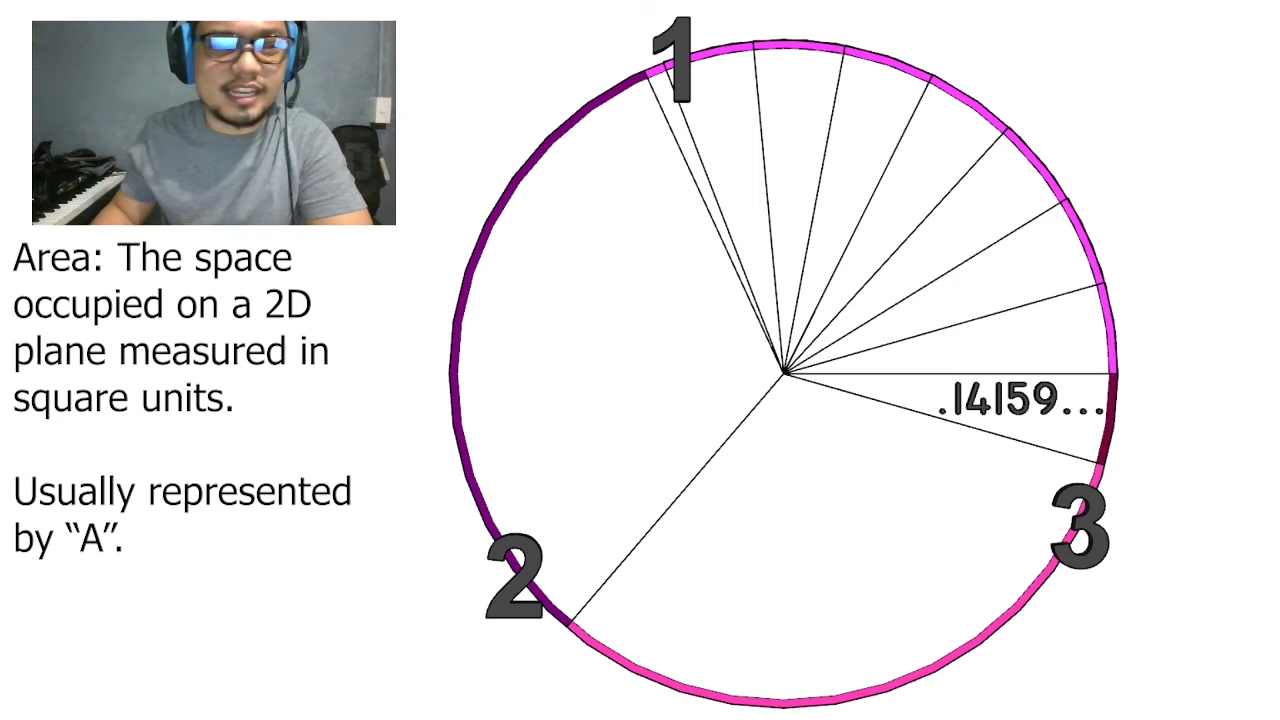 Area: The space
occupied on a 2D
plane measured in
square units.
Usually represented
by “A”.
1
.14159...
3
2